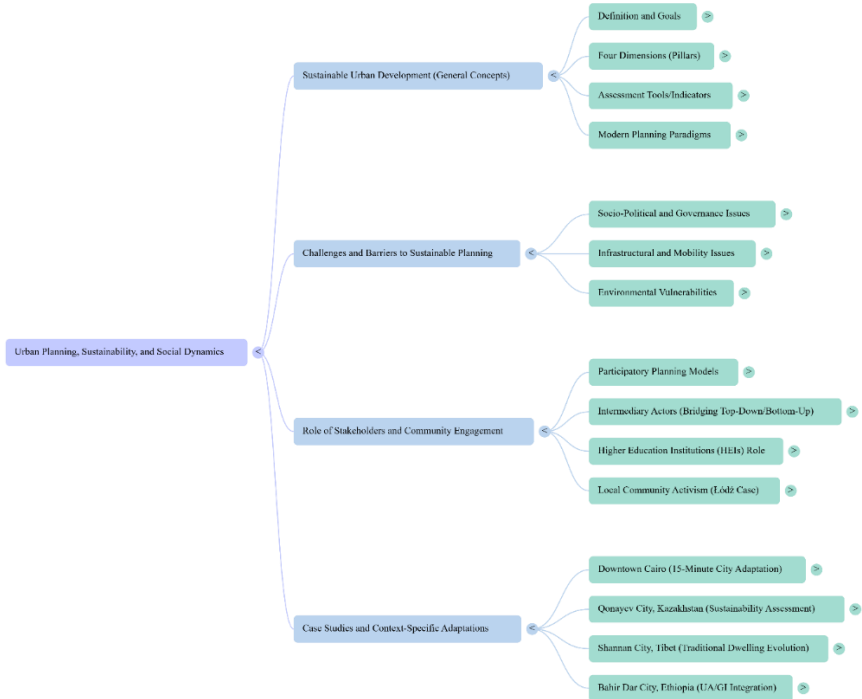 Urban Planning, Sustainability, and Social Dynamics
<
Sustainable Urban Development (General Concepts)
<
Definition and Goals
>
Four Dimensions (Pillars)
>
Assessment Tools/Indicators
>
Modern Planning Paradigms
>
Challenges and Barriers to Sustainable Planning
<
Socio-Political and Governance Issues
>
Infrastructural and Mobility Issues
>
Environmental Vulnerabilities
>
Role of Stakeholders and Community Engagement
<
Participatory Planning Models
>
Intermediary Actors (Bridging Top-Down/Bottom-Up)
>
Higher Education Institutions (HEIs) Role
>
Local Community Activism (Łódź Case)
>
Case Studies and Context-Specific Adaptations
<
Downtown Cairo (15-Minute City Adaptation)
>
Qonayev City, Kazakhstan (Sustainability Assessment)
>
Shannan City, Tibet (Traditional Dwelling Evolution)
>
Bahir Dar City, Ethiopia (UA/GI Integration)
>